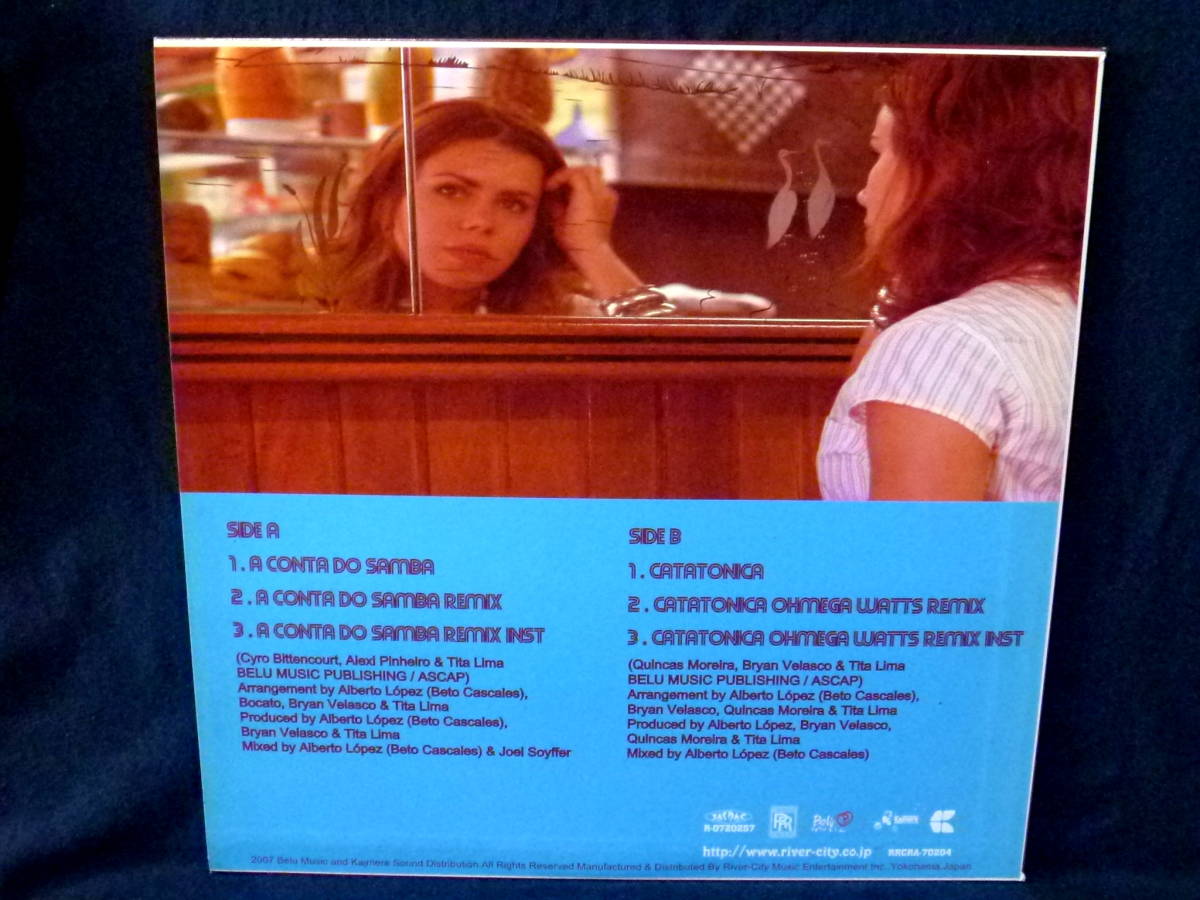 SIDE A
1. A CONTA DO SAMBA
2. A CONTA DO SAMBA REMIX
3. A CONTA DO SAMBA REMIX INST
(Cyro Bittencourt, Alexi Pinheiro & Tita Lima
BELU MUSIC PUBLISHING / ASCAP)
Arrangement by Alberto López (Beto Cascales),
Bocato, Bryan Velasco & Tita Lima
Produced by Alberto López (Beto Cascales),
Bryan Velasco & Tita Lima
Mixed by Alberto López (Beto Cascales) & Joel Soyffer
SIDE B
1. CATATONICA
2. CATATONICA OHMEGA WATTS REMIX
3. CATATONICA OHMEGA WATTS REMIX INST
(Quincas Moreira, Bryan Velasco & Tita Lima
BELU MUSIC PUBLISHING / ASCAP)
Arrangement by Alberto López (Beto Cascales),
Bryan Velasco, Quincas Moreira & Tita Lima
Produced by Alberto López, Bryan Velasco,
Quincas Moreira & Tita Lima
Mixed by Alberto López (Beto Cascales)
JASRAC
R-0720257
http://www.river-city.co.jp RRCRA-70204
2007 Belu Music and Kajmere Sound Distribution All Rights Reserved Manufactured & Distributed By River-City Music Entertainment Inc. Yokohama Japan